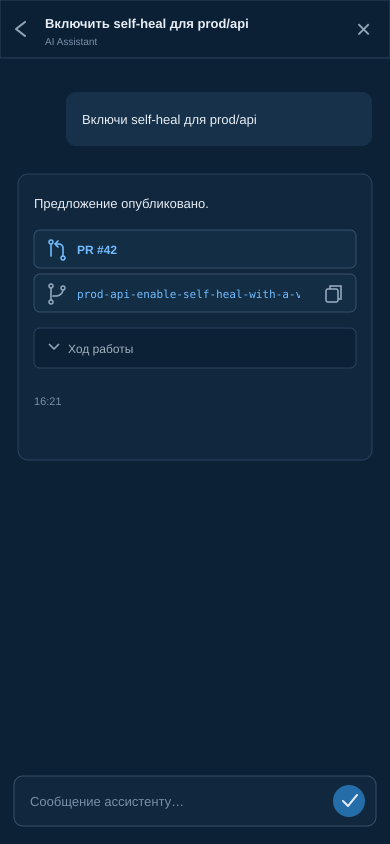 Включить self-heal для prod/api
AI Assistant
Включи self-heal для prod/api
Предложение опубликовано.
PR #42
prod-api-enable-self-heal-with-a-v
Ход работы
16:21
Сообщение ассистенту…